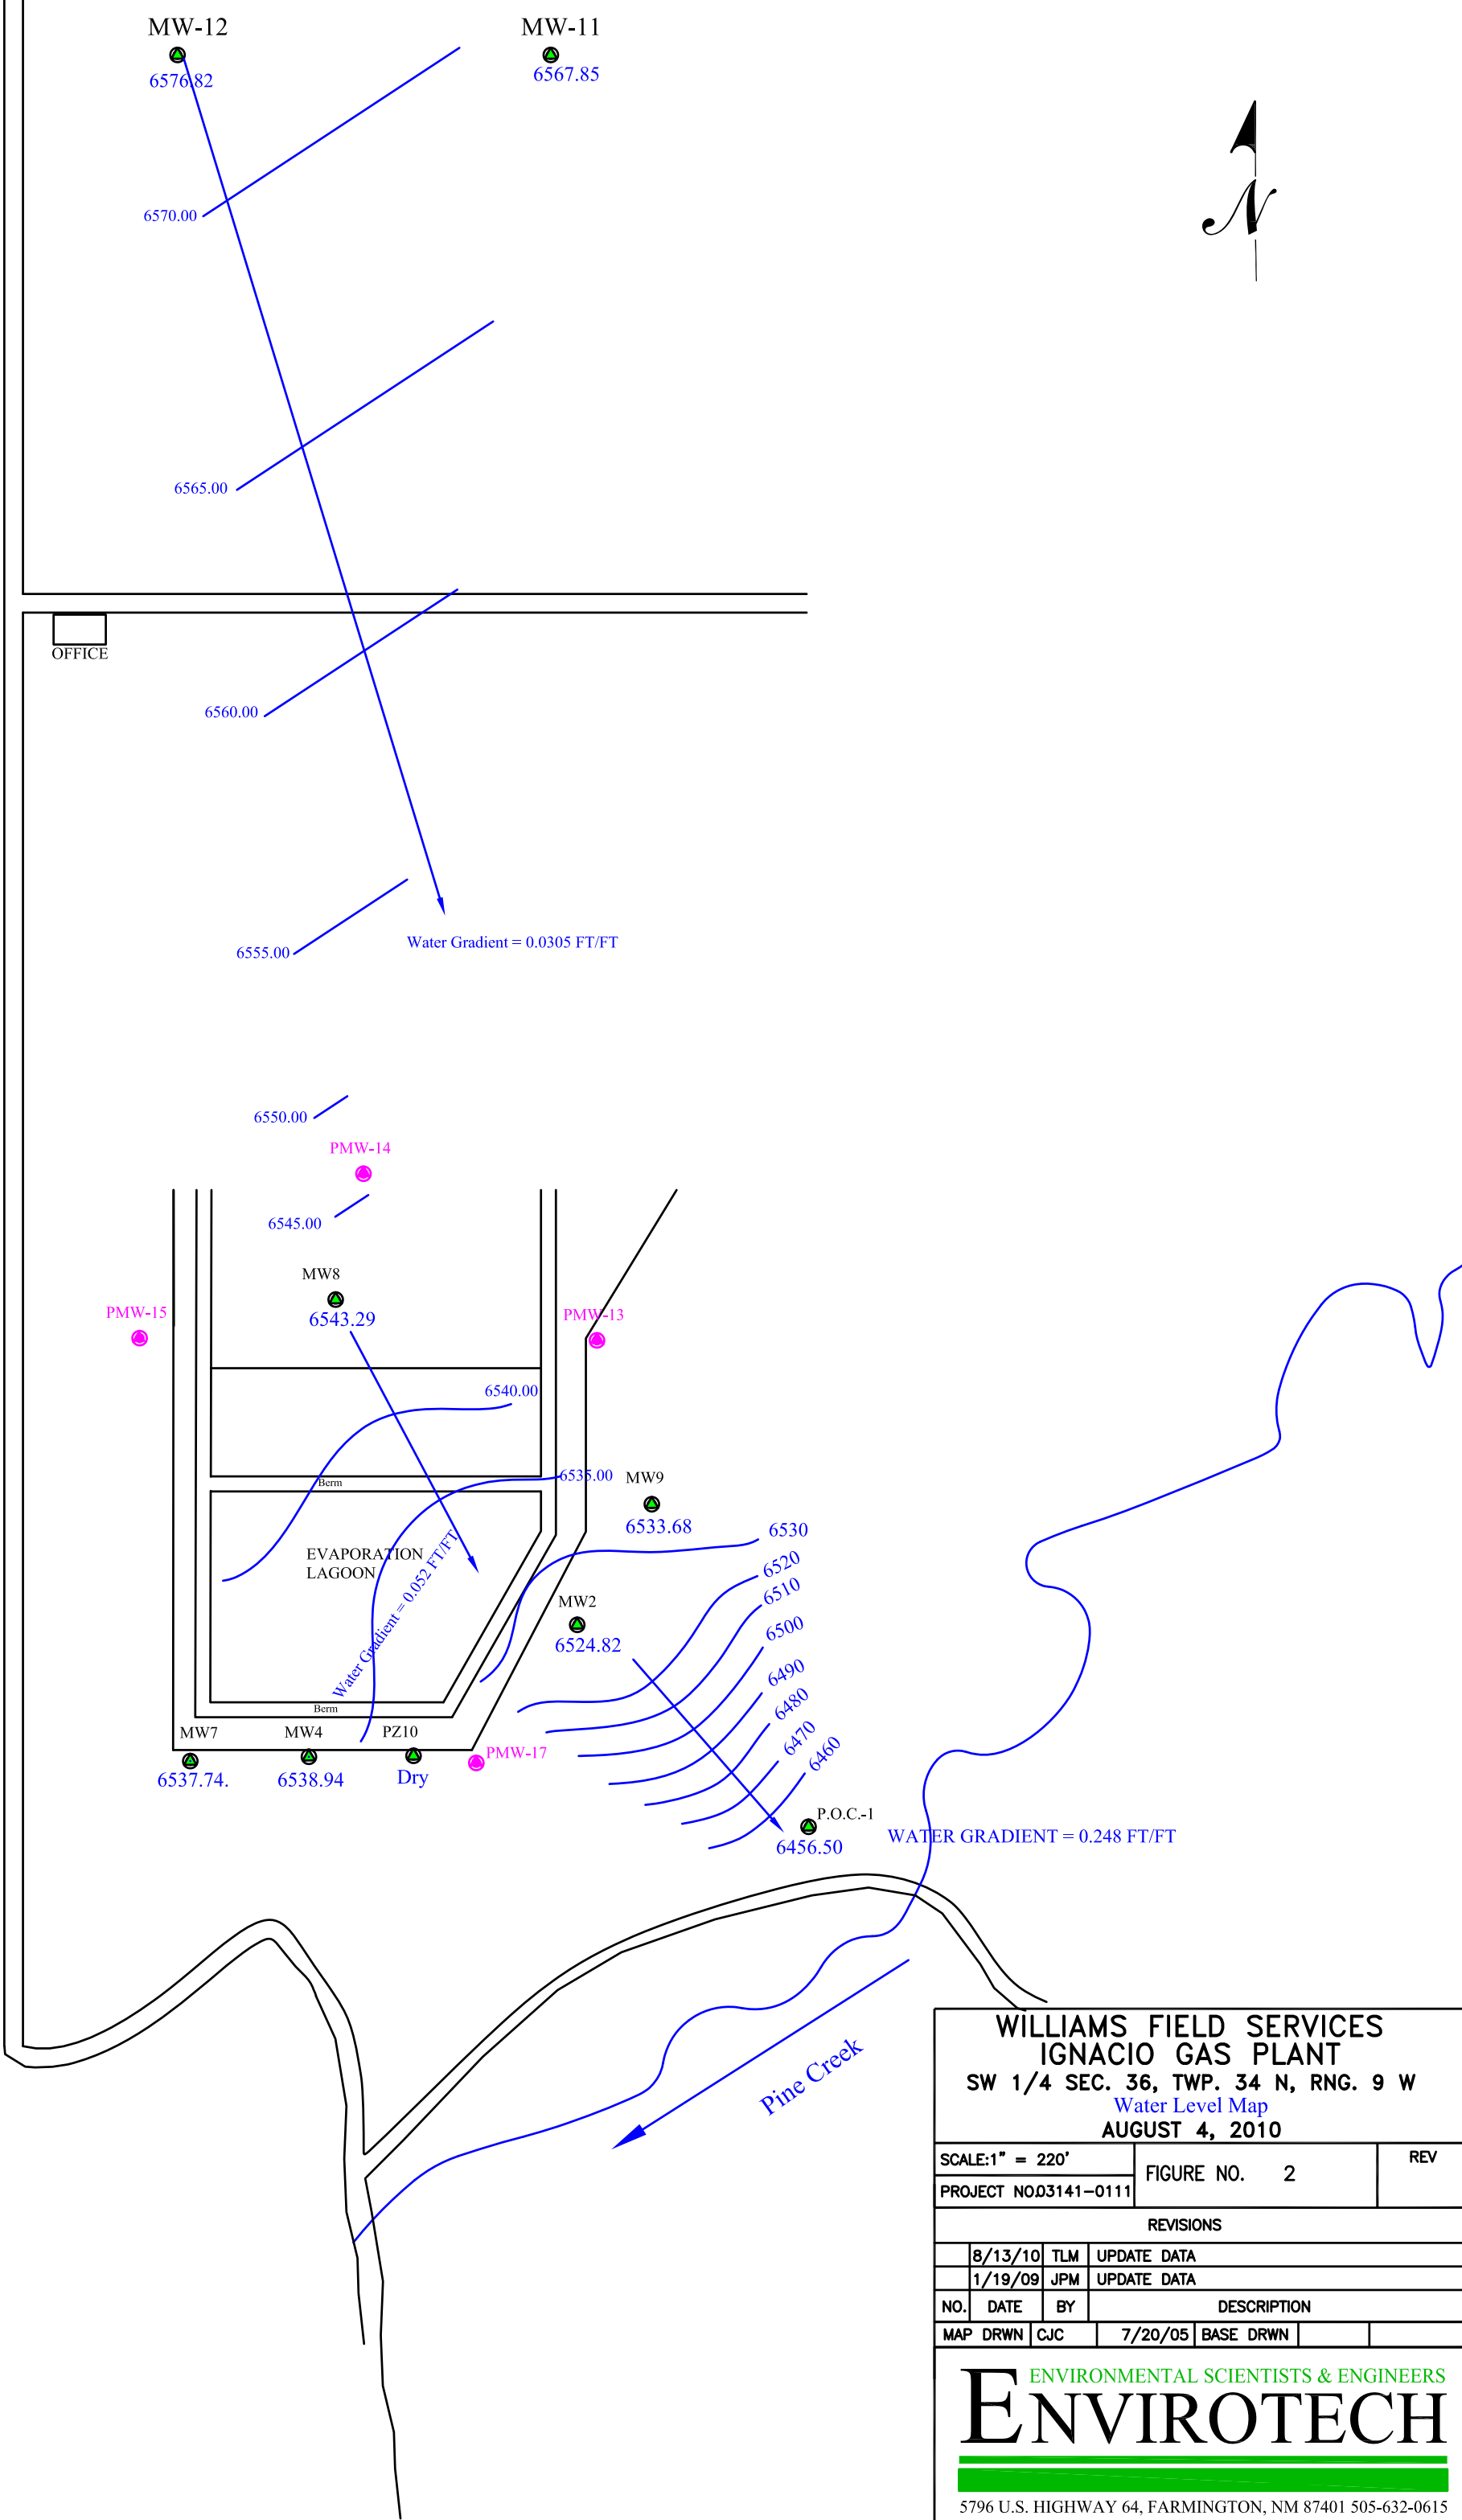 MW-12
MW-11
6576.82
6567.85
N
6570.00
6565.00
OFFICE
6560.00
Water Gradient = 0.0305 FT/FT
6555.00
6550.00
PMW-14
6545.00
MW8
6543.29
PMW-15
PMW-13
6540.00
6535.00
MW9
6533.68
Berm
6530
EVAPORATION
LAGOON
Water Gradient = 0.052 FT/FT
6520
6510
MW2
6524.82
6500
6490
6480
6470
6460
Berm
MW7
MW4
PZ10
PMW-17
6537.74.
6538.94
Dry
P.O.C.-1
6456.50
WATER GRADIENT = 0.248 FT/FT
Pine Creek
WILLIAMS FIELD SERVICES
IGNACIO GAS PLANT
SW 1/4 SEC. 36, TWP. 34 N, RNG. 9 W
Water Level Map
AUGUST 4, 2010
SCALE:1" = 220'
FIGURE NO. 2
REV
PROJECT NO.03141-0111
REVISIONS
8/13/10 TLM UPDATE DATA
1/19/09 JPM UPDATE DATA
NO. DATE BY DESCRIPTION
MAP DRWN CJC 7/20/05 BASE DRWN
ENVIRONMENTAL SCIENTISTS & ENGINEERS
ENVIROTECH
5796 U.S. HIGHWAY 64, FARMINGTON, NM 87401 505-632-0615